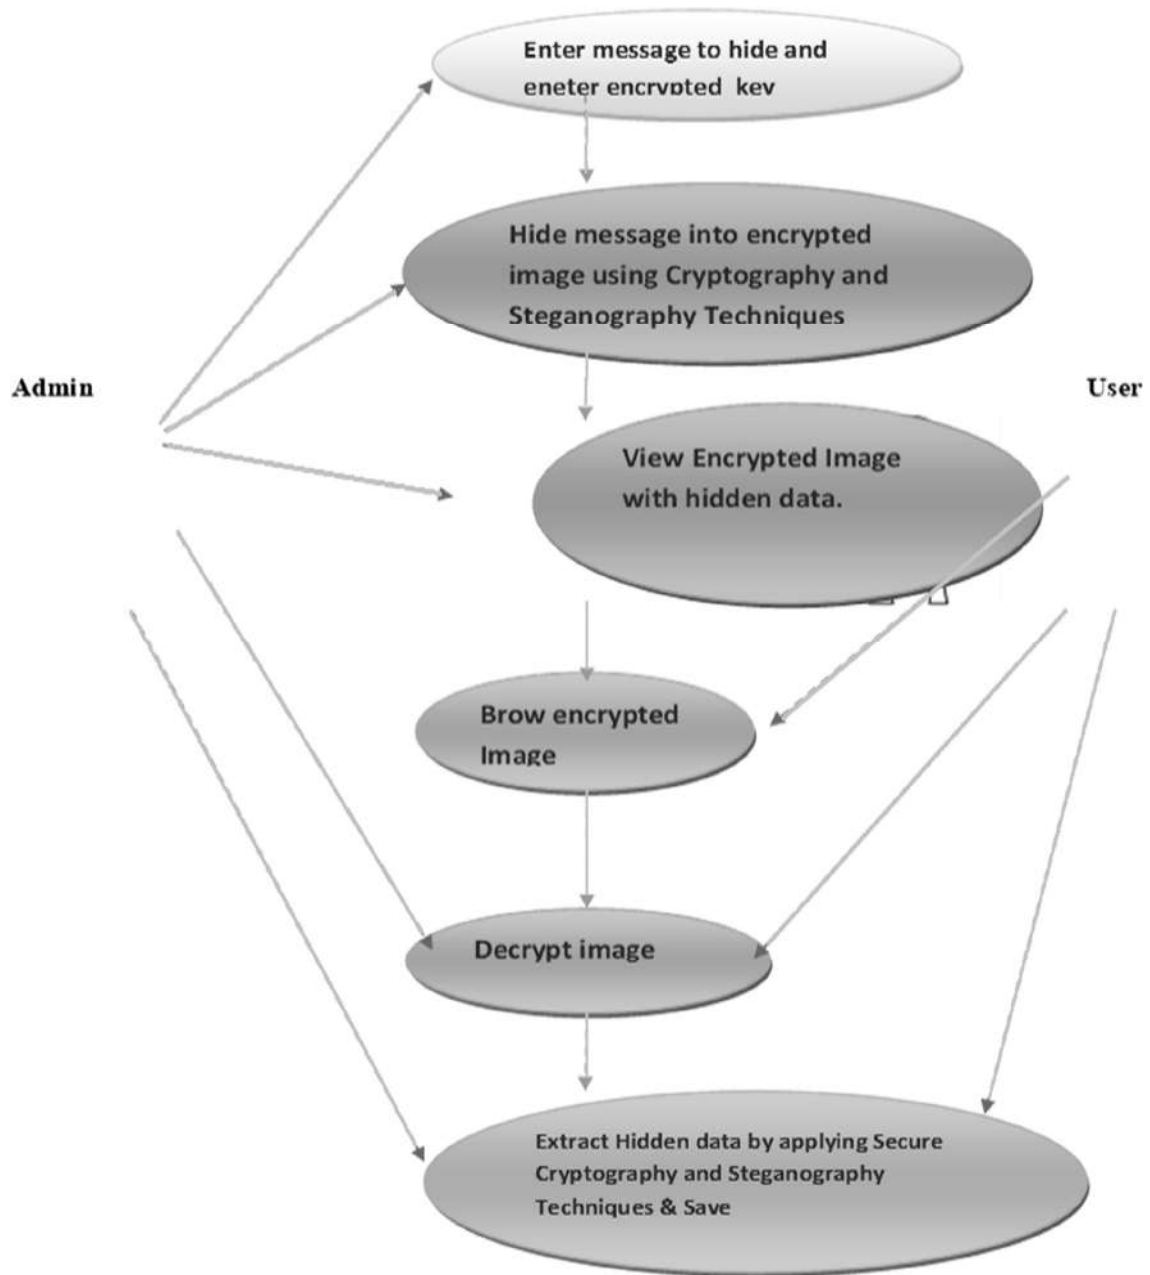 Enter message to hide and
eneter encrypted key
Hide message into encrypted
image using Cryptography and
Steganography Techniques
Admin
User
View Encrypted Image
with hidden data.
Brow encrypted
Image
Decrypt image
Extract Hidden data by applying Secure
Cryptography and Steganography
Techniques & Save